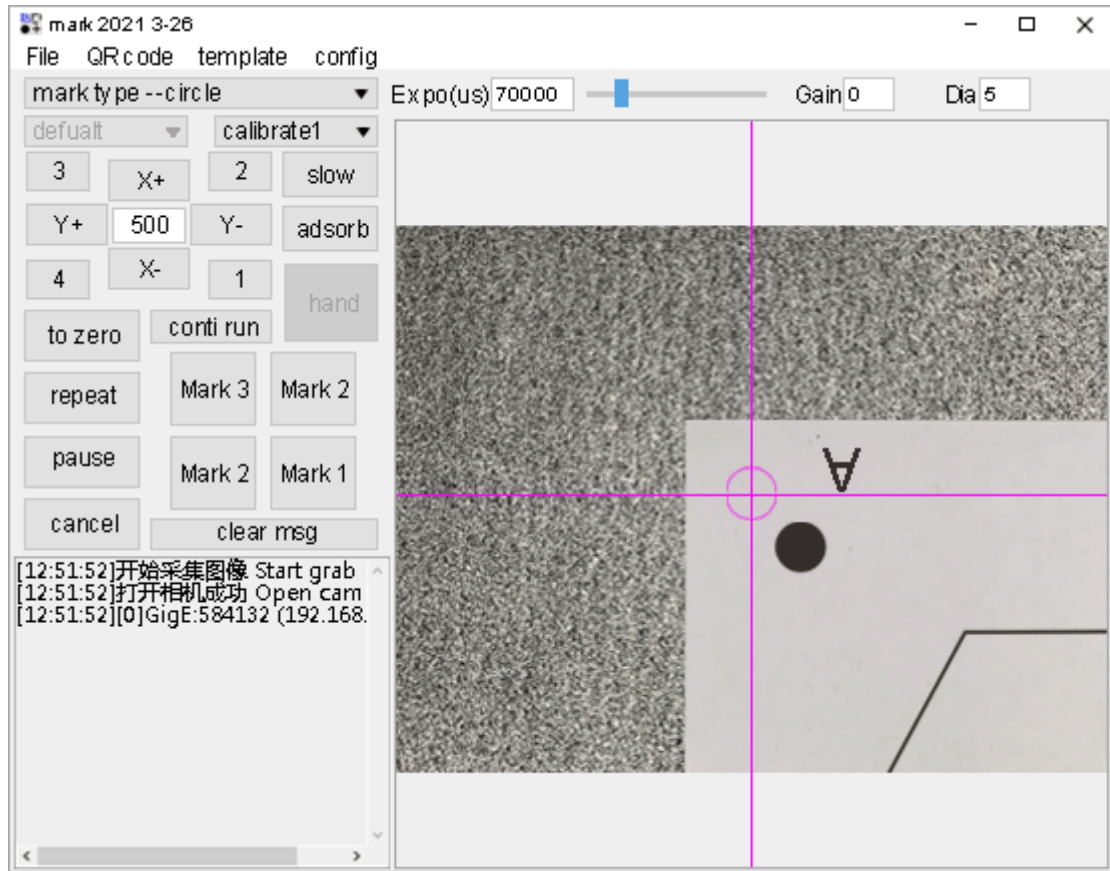 mark 2021 3-26
File QRcode template config
mark type --circle
Expo(us) 70000
Gain 0
Dia 5
defualt
calibrate1
3
X+
2
slow
Y+
500
Y-
adsorb
4
X-
1
hand
to zero
conti run
repeat
Mark 3
Mark 2
pause
Mark 2
Mark 1
cancel
clear msg
[12:51:52]开始采集图像 Start grab
[12:51:52]打开相机成功 Open cam
[12:51:52][0]GigE:584132 (192.168.
A